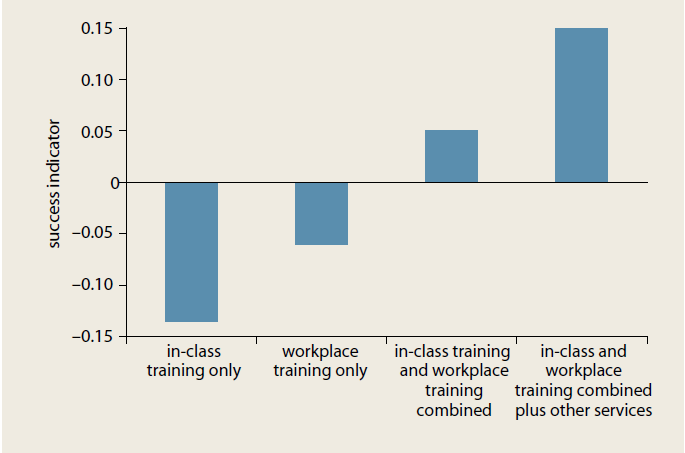 0.15
0.10
0.05
0
−0.05
−0.10
−0.15
success indicator
in-class
training only
workplace
training only
in-class training
and workplace
training
combined
in-class and
workplace
training combined
plus other services